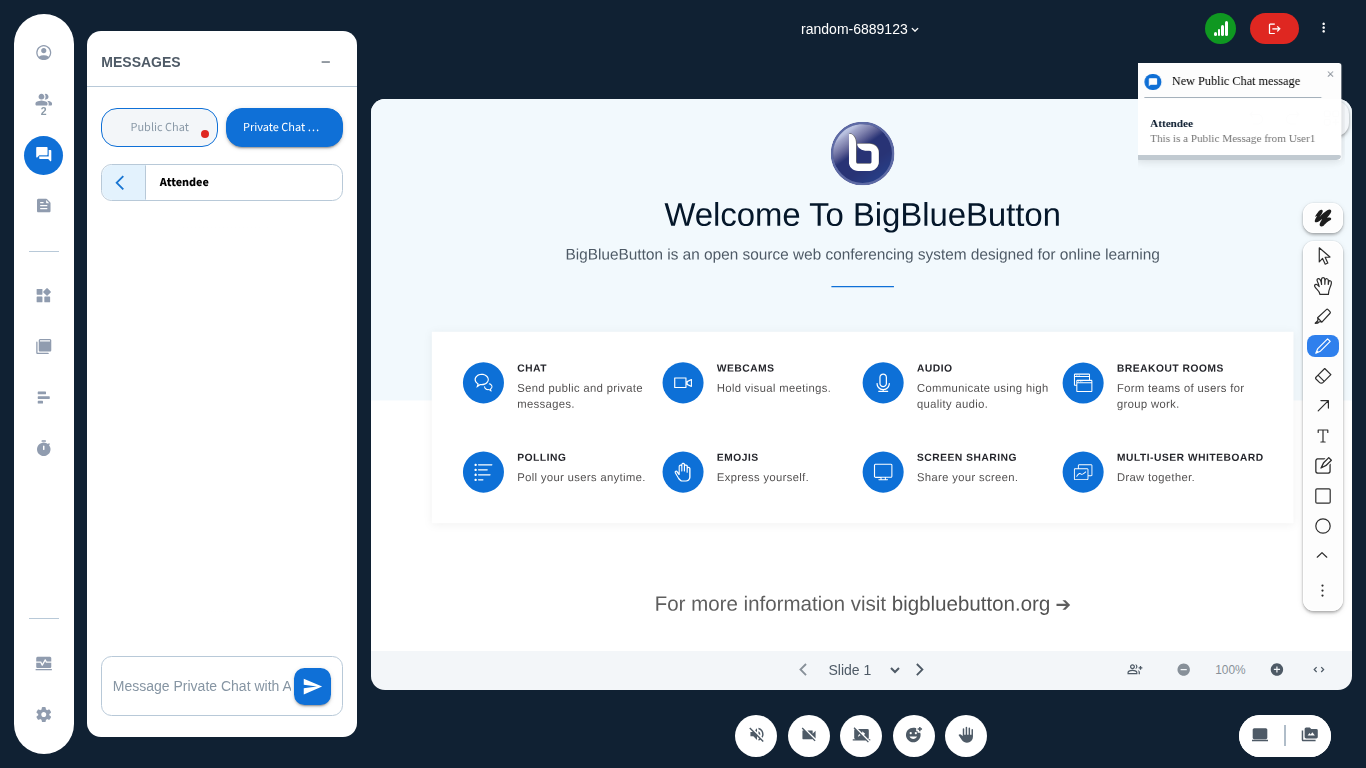 random-6889123
MESSAGES
2
Public Chat
Private Chat ...
Attendee
Message Private Chat with A
New Public Chat message
×
Attendee
This is a Public Message from User1
Welcome To BigBlueButton
BigBlueButton is an open source web conferencing system designed for online learning
CHAT
Send public and private
messages.
WEBCAMS
Hold visual meetings.
AUDIO
Communicate using high
quality audio.
BREAKOUT ROOMS
Form teams of users for
group work.
POLLING
Poll your users anytime.
EMOJIS
Express yourself.
SCREEN SHARING
Share your screen.
MULTI-USER WHITEBOARD
Draw together.
For more information visit bigbluebutton.org ➔
Slide 1
100%